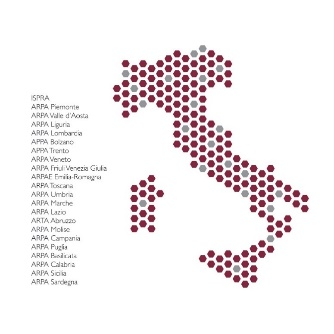 ISPRA
ARPA Piemonte
ARPA Valle d'Aosta
ARPA Liguria
ARPA Lombardia
APPA Bolzano
APPA Trento
ARPA Veneto
ARPA Friuli Venezia Giulia
ARPAE Emilia-Romagna
ARPA Toscana
ARPA Umbria
ARPA Marche
ARPA Lazio
ARTA Abruzzo
ARPA Molise
ARPA Campania
ARPA Puglia
ARPA Basilicata
ARPA Calabria
ARPA Sicilia
ARPA Sardegna